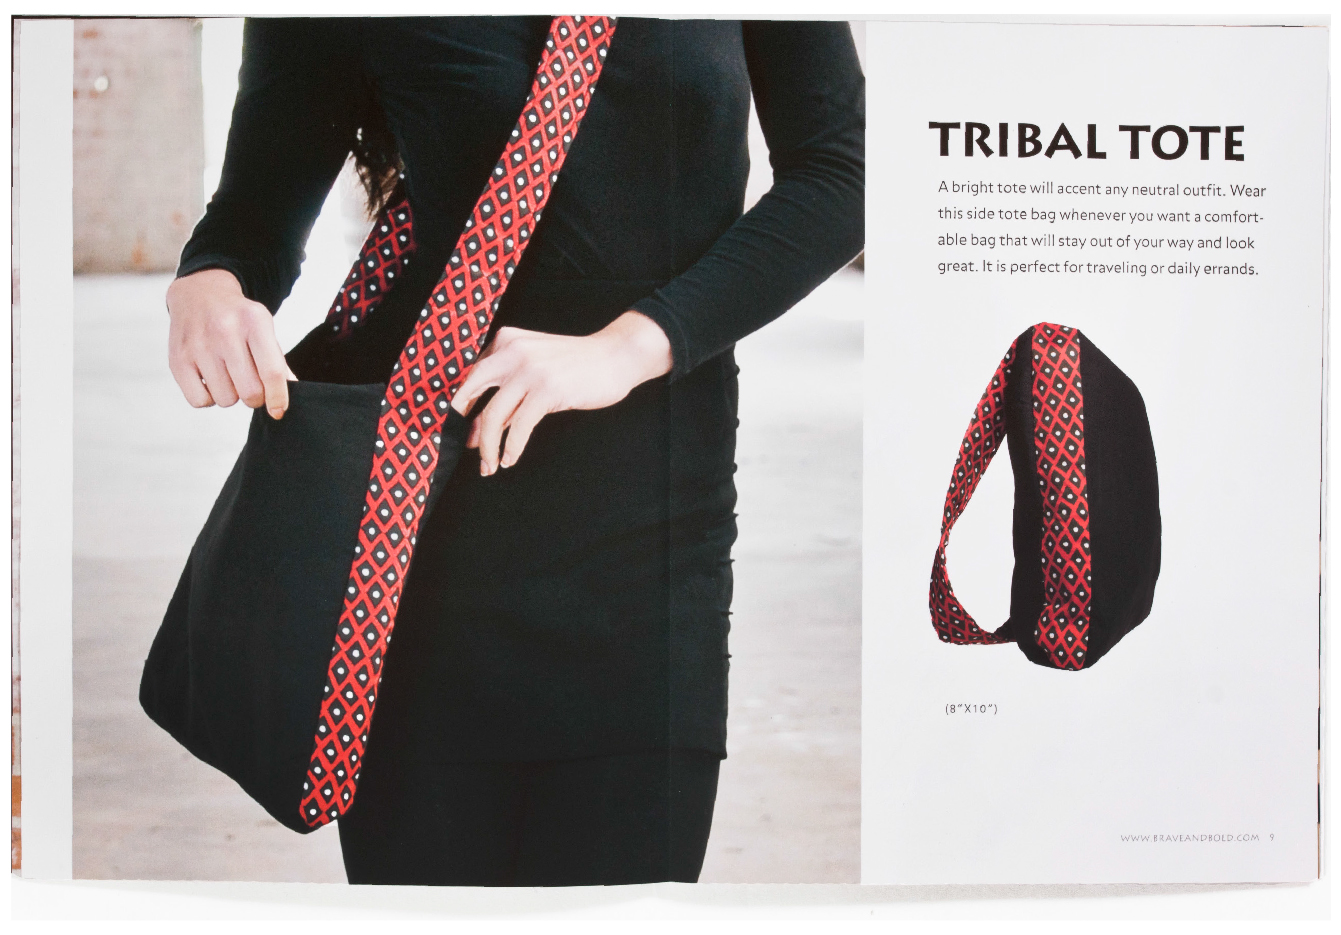 TRIBAL TOTE
A bright tote will accent any neutral outfit. Wear
this side tote bag whenever you want a comfort-
able bag that will stay out of your way and look
great. It is perfect for traveling or daily errands.
(8"X10")
WWW.BRAVEANDBOLD.COM 9